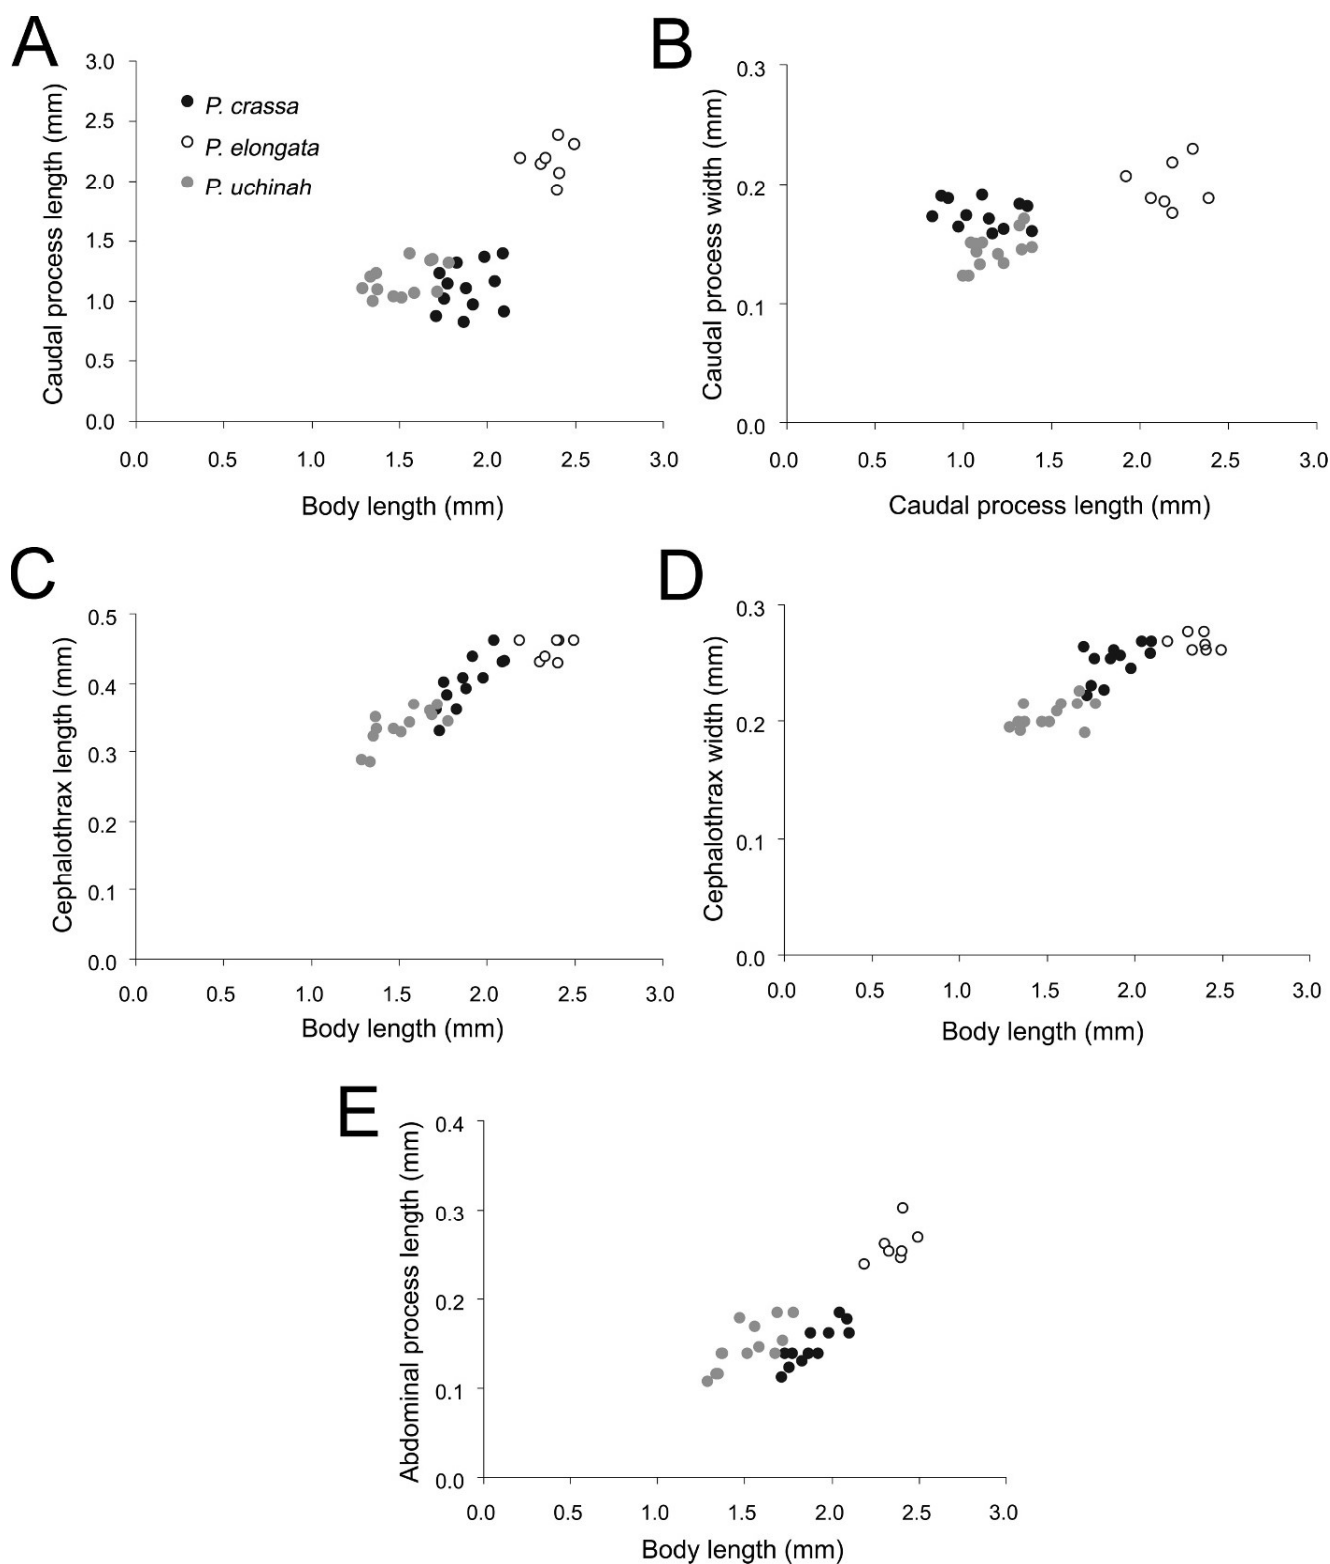 A
Caudal process length (mm)
3.0
2.5
2.0
1.5
1.0
0.5
0.0
P. crassa
P. elongata
P. uchinah
0.0 0.5 1.0 1.5 2.0 2.5 3.0
Body length (mm)
B
Caudal process width (mm)
0.3
0.2
0.1
0.0
0.0 0.5 1.0 1.5 2.0 2.5 3.0
Caudal process length (mm)
C
Cephalothrax length (mm)
0.5
0.4
0.3
0.2
0.1
0.0
0.0 0.5 1.0 1.5 2.0 2.5 3.0
Body length (mm)
D
Cephalothrax width (mm)
0.3
0.2
0.1
0.0
0.0 0.5 1.0 1.5 2.0 2.5 3.0
Body length (mm)
E
Abdominal process length (mm)
0.4
0.3
0.2
0.1
0.0
0.0 0.5 1.0 1.5 2.0 2.5 3.0
Body length (mm)